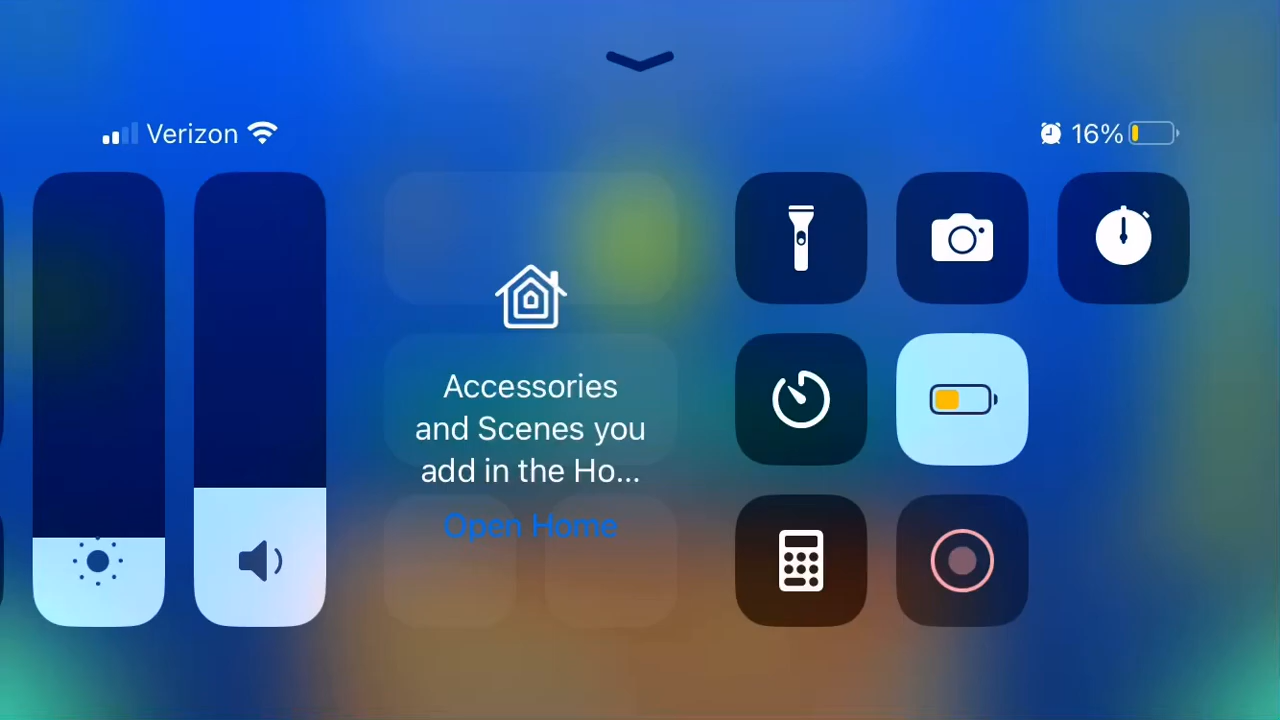 Verizon
16%
Accessories
and Scenes you
add in the Ho...
Open Home